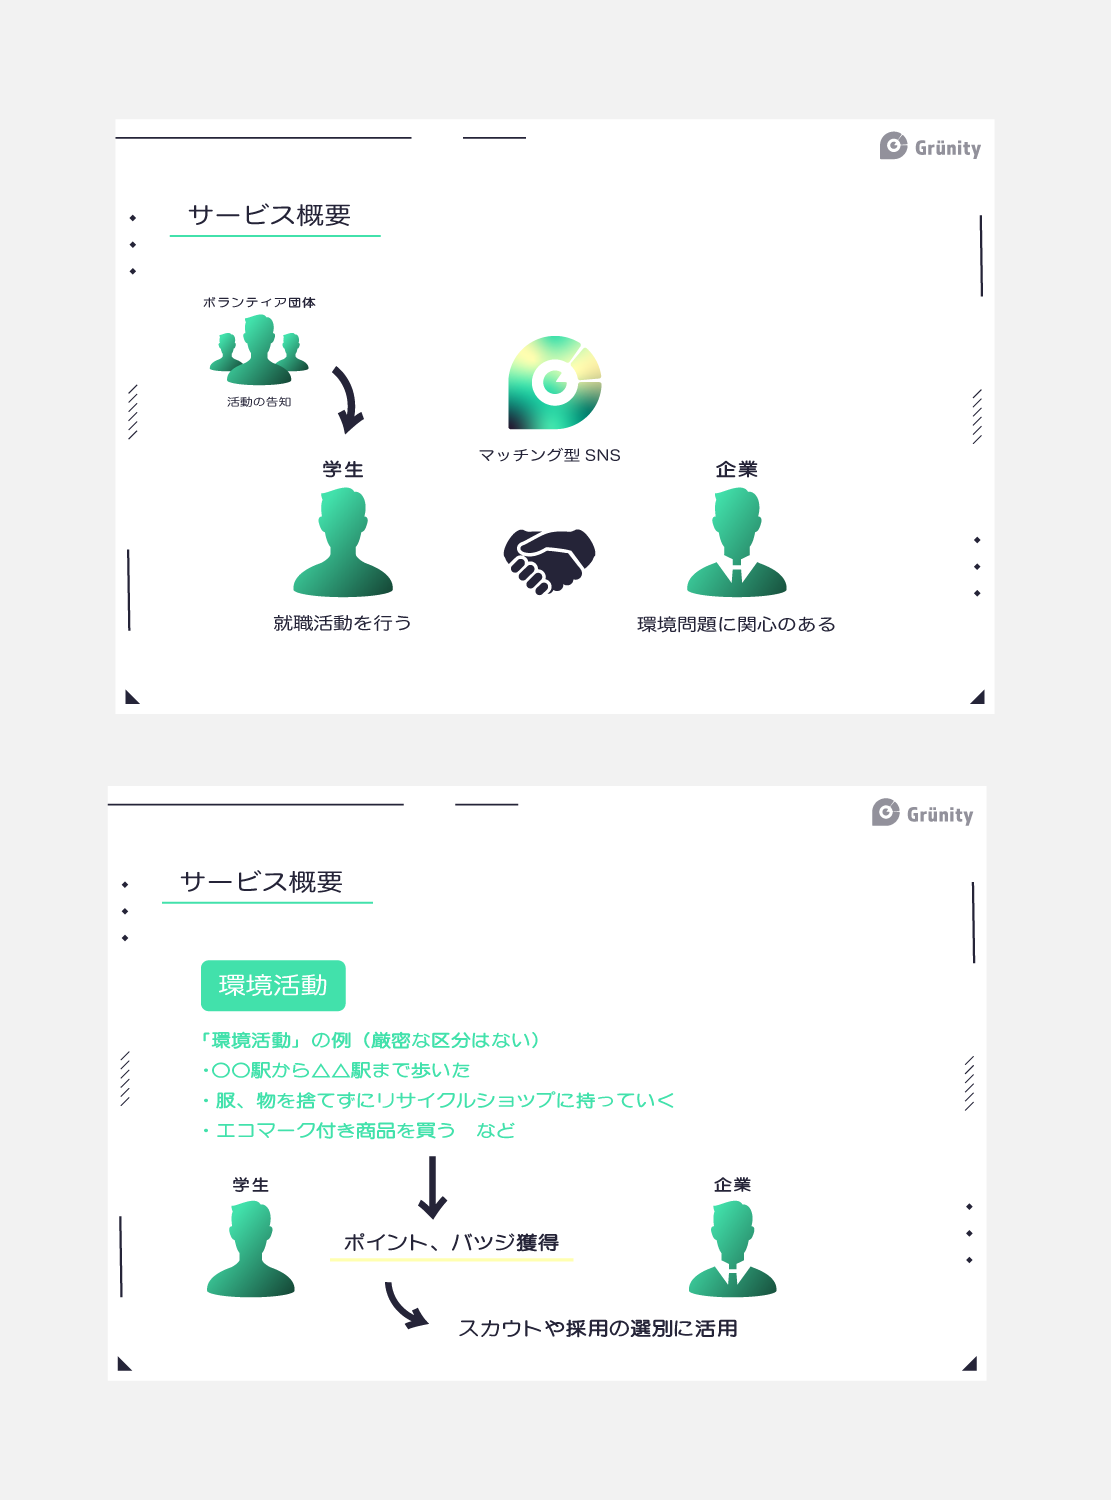 Grünity
サービス概要
ボランティア団体
活動の告知
マッチング型 SNS
学生
企業
就職活動を行う
環境問題に関心のある
Grünity
サービス概要
環境活動
「環境活動」の例（厳密な区分はない）
・〇〇駅から△△駅まで歩いた
・服、物を捨てずにリサイクルショップに持っていく
・エコマーク付き商品を買う　など
学生
企業
ポイント、バッジ獲得
スカウトや採用の選別に活用